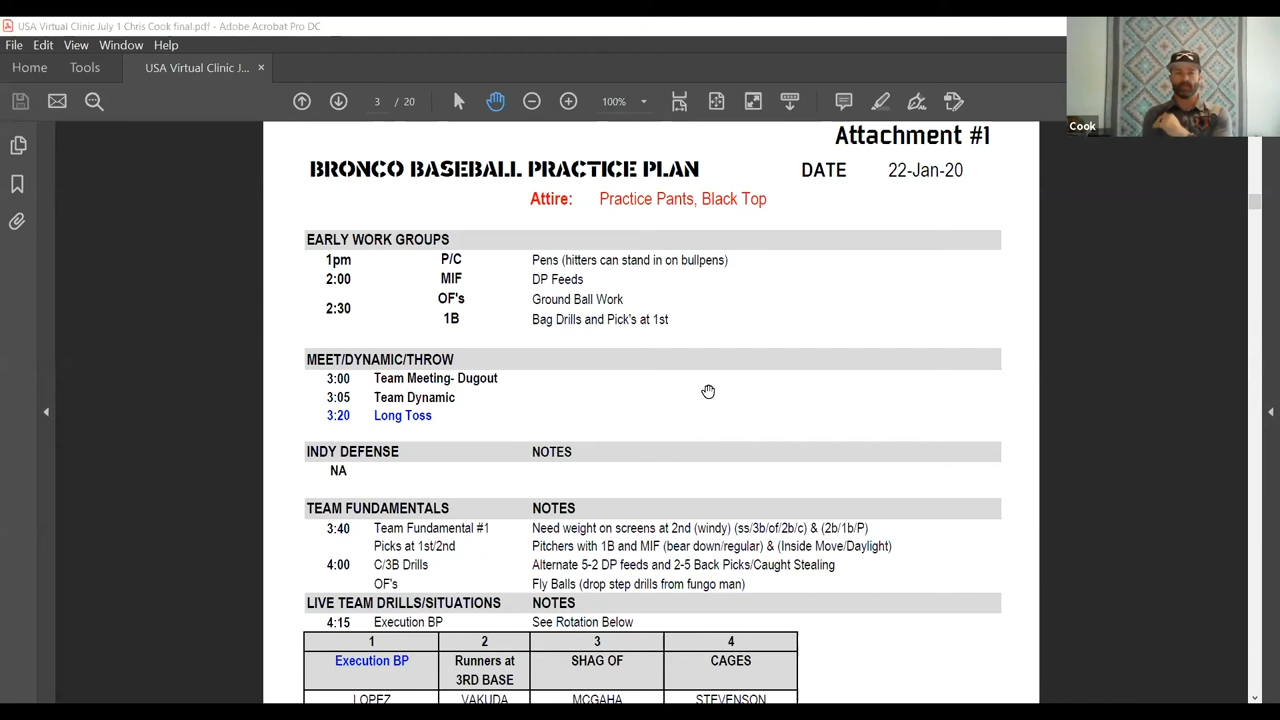 USA Virtual Clinic July 1 Chris Cook final.pdf - Adobe Acrobat Pro DC
File Edit View Window Help
Home Tools USA Virtual Clinic J... ×
3 / 20 100%
Cook
Attachment #1
BRONCO BASEBALL PRACTICE PLAN DATE 22-Jan-20
Attire: Practice Pants, Black Top
EARLY WORK GROUPS
1pm P/C Pens (hitters can stand in on bullpens)
2:00 MIF DP Feeds
2:30 OF's Ground Ball Work
1B Bag Drills and Pick's at 1st
MEET/DYNAMIC/THROW
3:00 Team Meeting- Dugout
3:05 Team Dynamic
3:20 Long Toss
INDY DEFENSE NOTES
NA
TEAM FUNDAMENTALS NOTES
3:40 Team Fundamental #1 Need weight on screens at 2nd (windy) (ss/3b/of/2b/c) & (2b/1b/P)
Picks at 1st/2nd Pitchers with 1B and MIF (bear down/regular) & (Inside Move/Daylight)
4:00 C/3B Drills Alternate 5-2 DP feeds and 2-5 Back Picks/Caught Stealing
OF's Fly Balls (drop step drills from fungo man)
LIVE TEAM DRILLS/SITUATIONS NOTES
4:15 Execution BP See Rotation Below
1 2 3 4
Execution BP Runners at SHAG OF CAGES
3RD BASE
LOPEZ VAKUDA MCGAHA STEVENSON